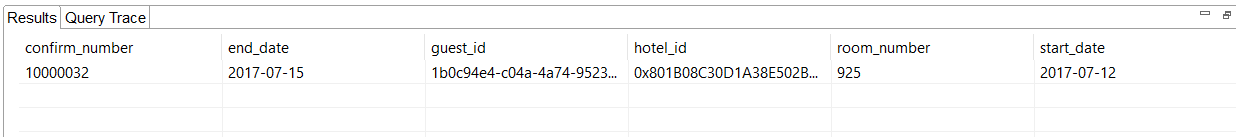 Results Query Trace
confirm_number end_date guest_id hotel_id room_number start_date
10000032 2017-07-15 1b0c94e4-c04a-4a74-9523... 0x801B08C30D1A38E502B... 925 2017-07-12